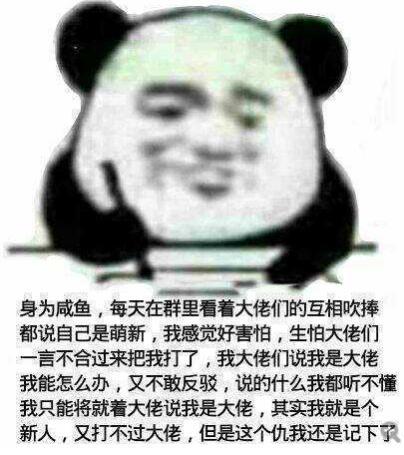 身为咸鱼，每天在群里看着大佬们的互相吹捧
都说自己是萌新，我感觉好害怕，生怕大佬们
一言不合过来把我打了，我大佬们说我是大佬
我能怎么办，又不敢反驳，说的什么我都听不懂
我只能将就着大佬说我是大佬，其实我就是个
新人，又打不过大佬，但是这个仇我还是记下了